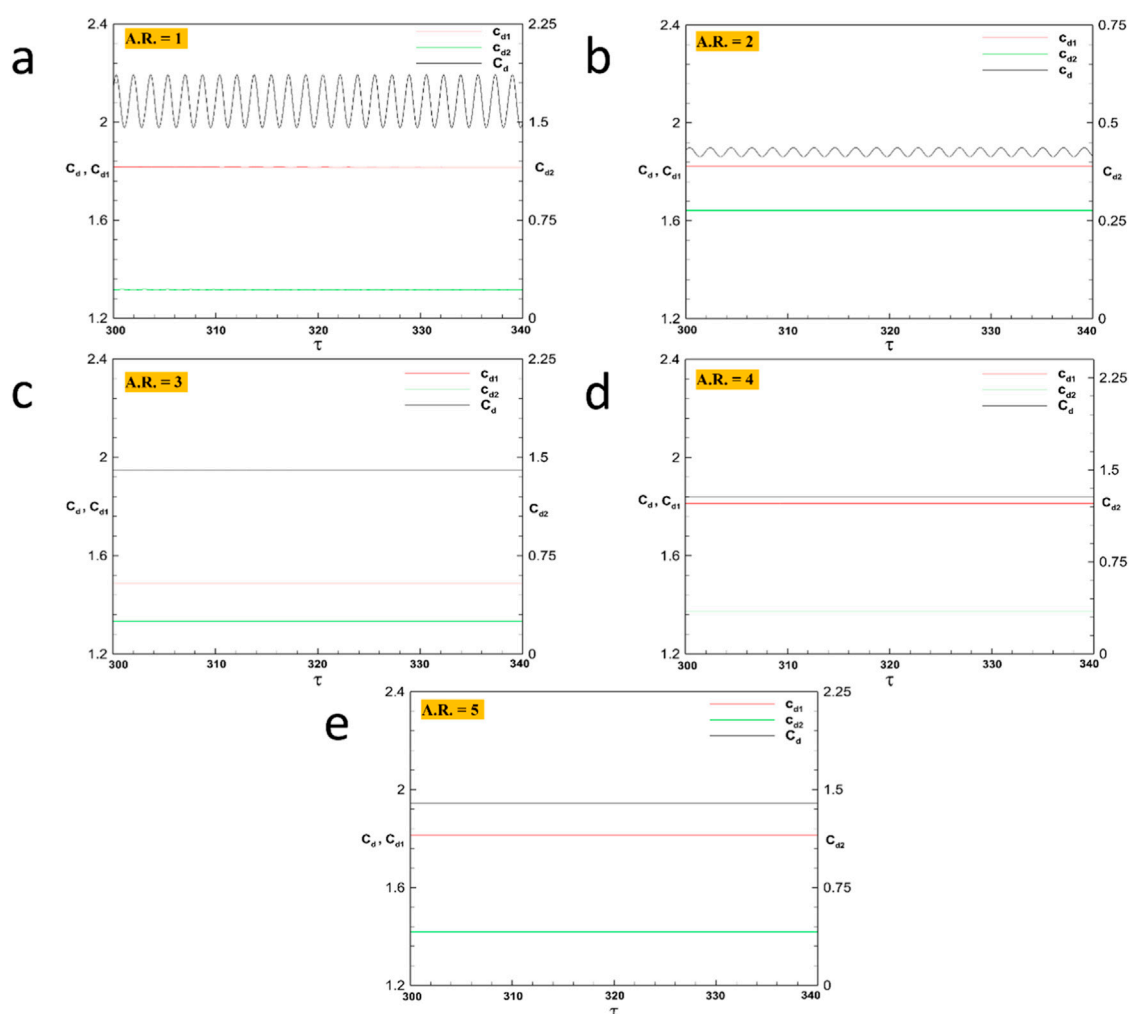 a
A.R. = 1
2.4
2
1.6
1.2
C_d1
C_d2
C_d
2.25
1.5
0.75
0
C_d , C_d1
C_d2
300
310
320
330
340
τ
b
A.R. = 2
2.4
2
1.6
1.2
C_d1
C_d2
C_d
0.75
0.5
0.25
0
C_d , C_d1
C_d2
300
310
320
330
340
τ
c
A.R. = 3
2.4
2
1.6
1.2
C_d1
C_d2
C_d
2.25
1.5
0.75
0
C_d , C_d1
C_d2
300
310
320
330
340
τ
d
A.R. = 4
2.4
2
1.6
1.2
C_d1
C_d2
C_d
2.25
1.5
0.75
0
C_d , C_d1
C_d2
300
310
320
330
340
τ
e
A.R. = 5
2.4
2
1.6
1.2
C_d1
C_d2
C_d
2.25
1.5
0.75
0
C_d , C_d1
C_d2
300
310
320
330
340
τ